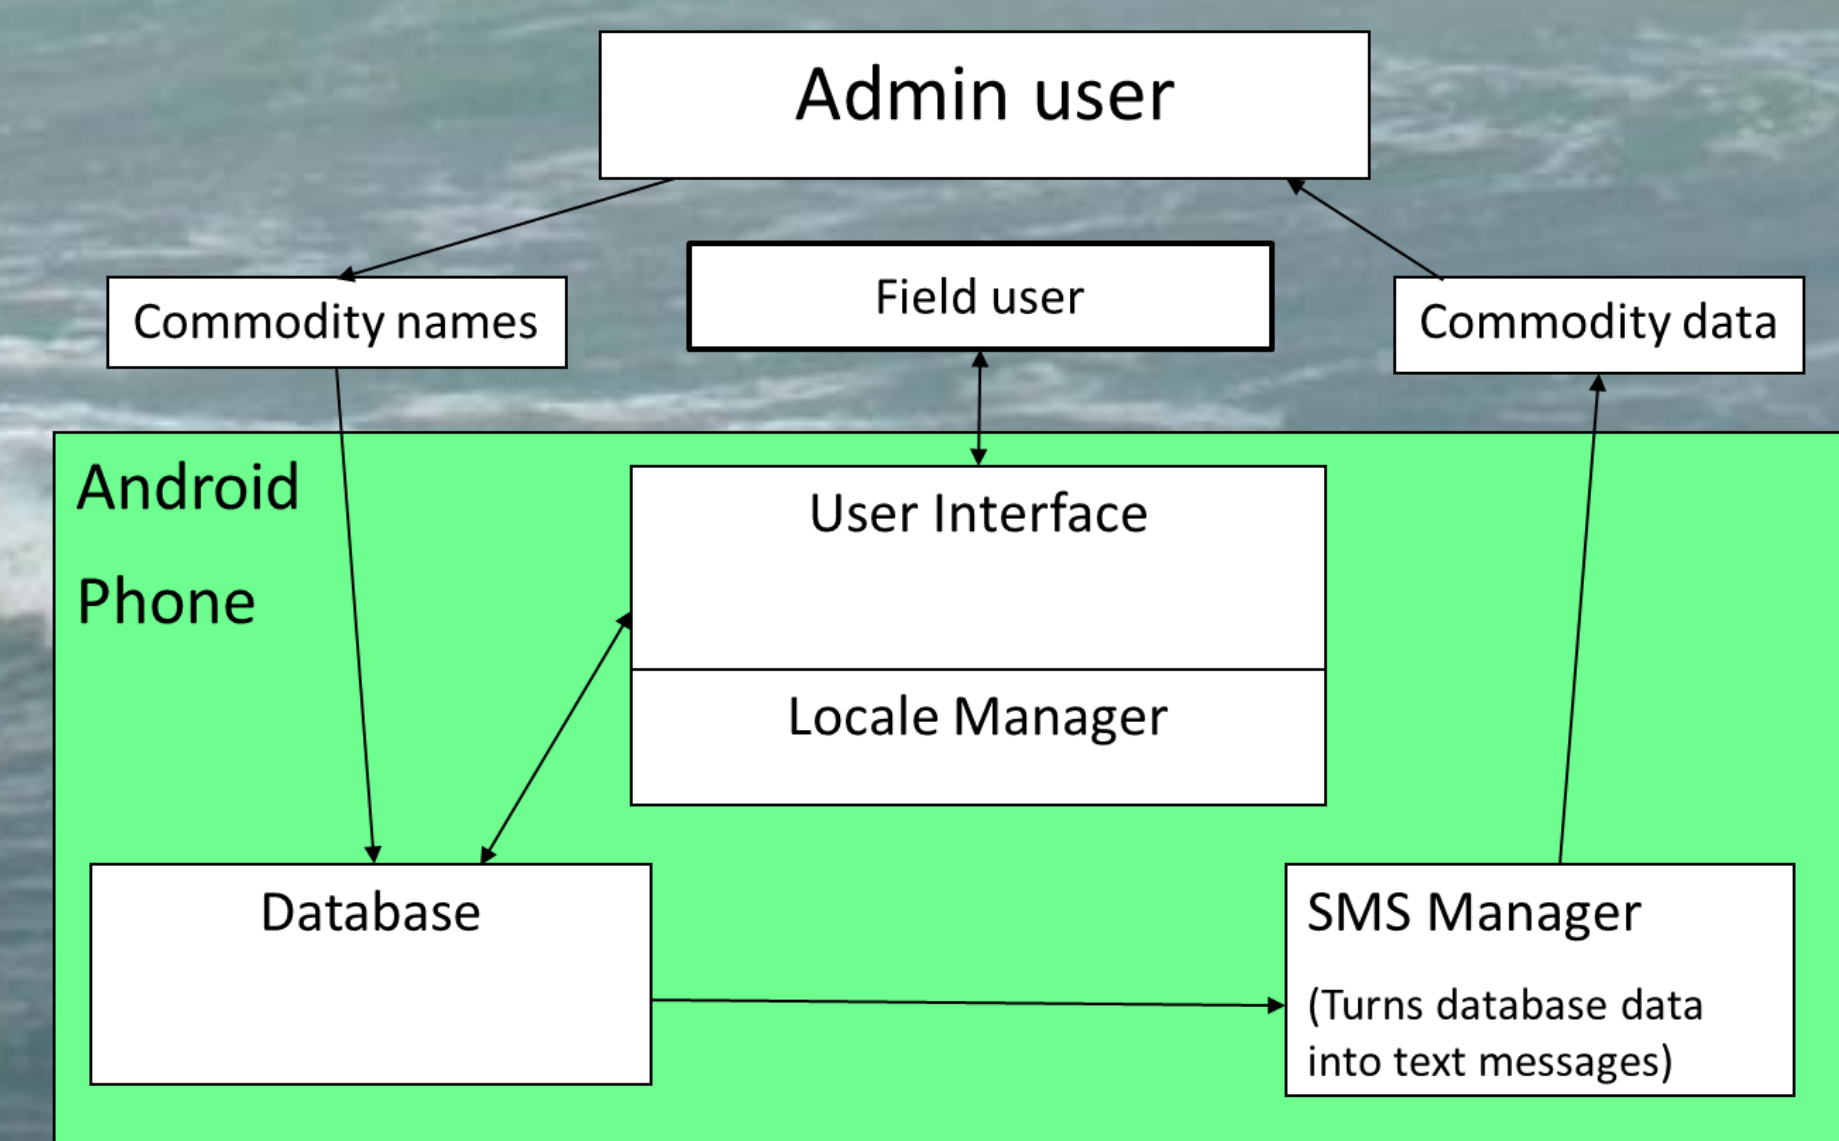 Admin user
Field user
Commodity names
Commodity data
Android
Phone
User Interface
Locale Manager
Database
SMS Manager
(Turns database data
into text messages)